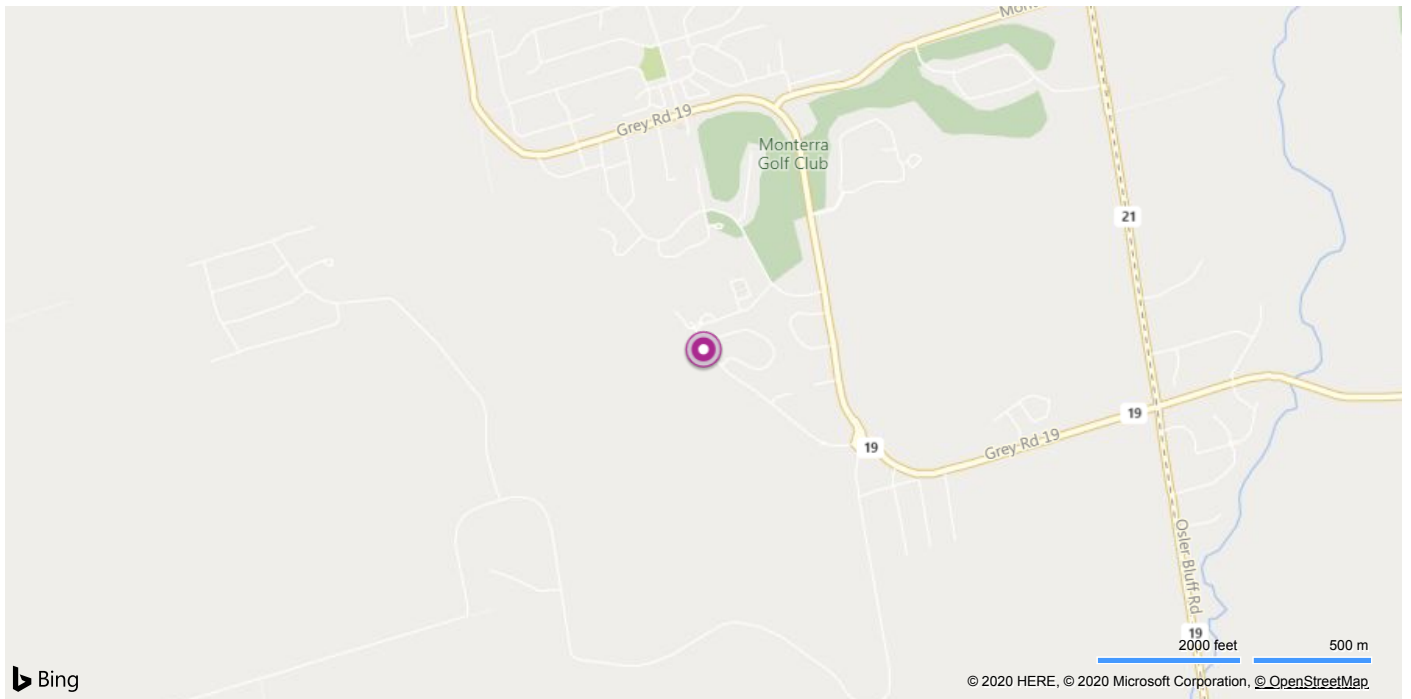 Grey Rd 19
Monterra
Golf Club
21
19
19
Grey Rd 19
Osler Bluff Rd
19
2000 feet
500 m
Bing
© 2020 HERE, © 2020 Microsoft Corporation, © OpenStreetMap